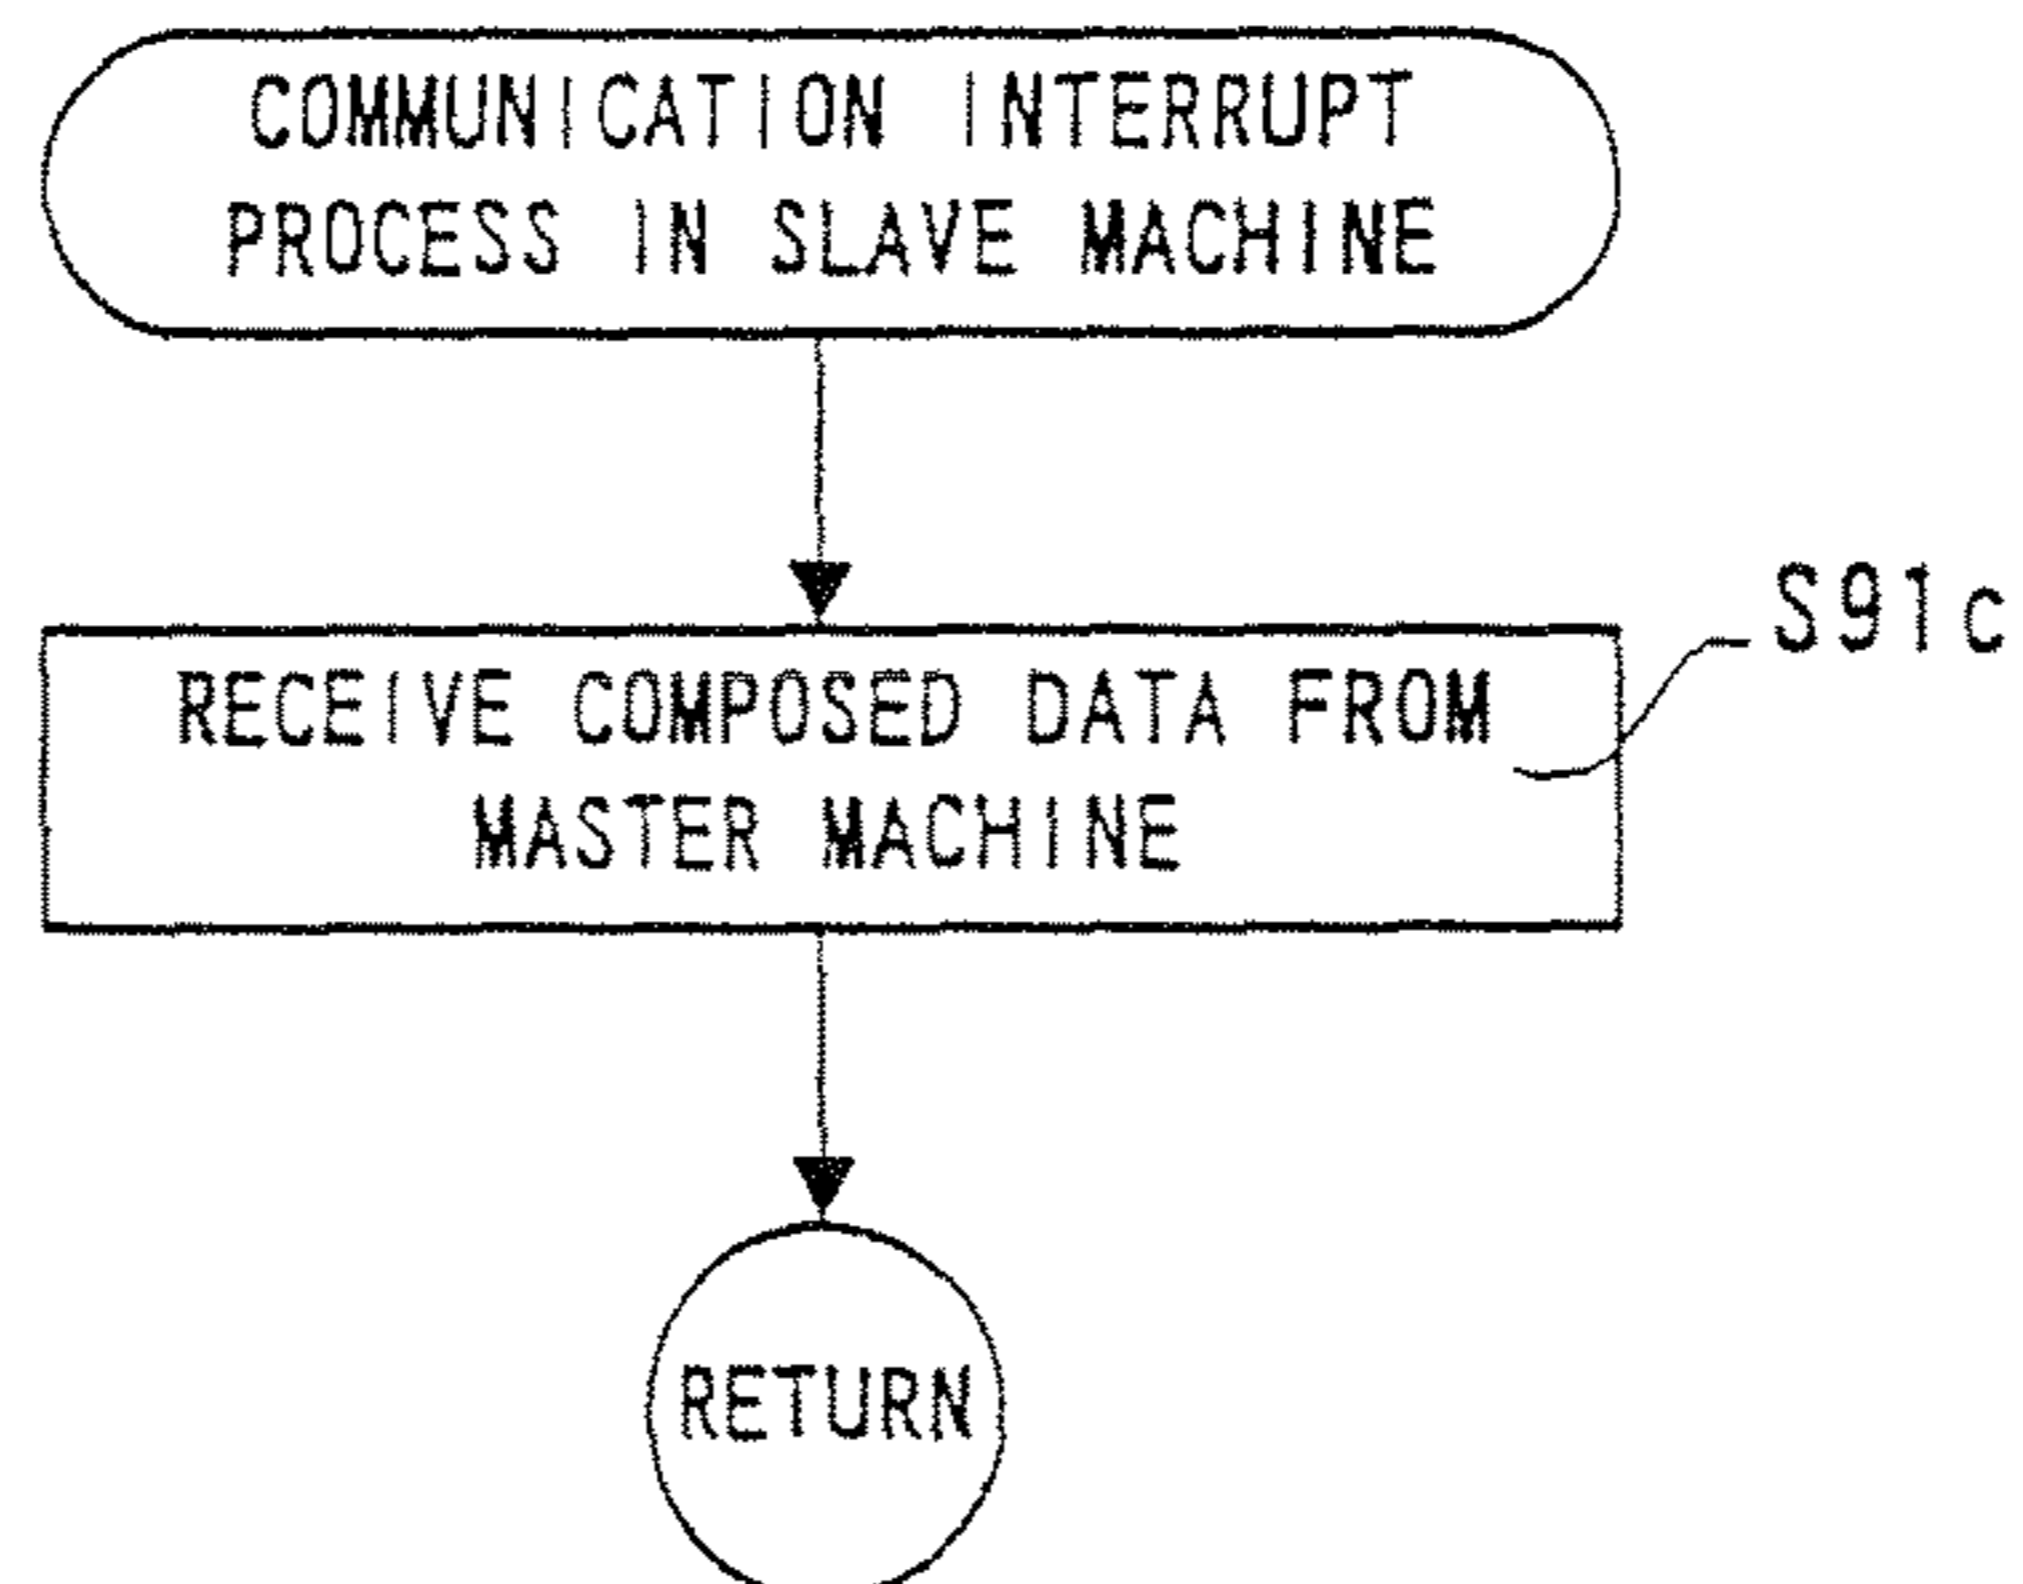 COMMUNICATION INTERRUPT
PROCESS IN SLAVE MACHINE
S91c
RECEIVE COMPOSED DATA FROM
MASTER MACHINE
RETURN